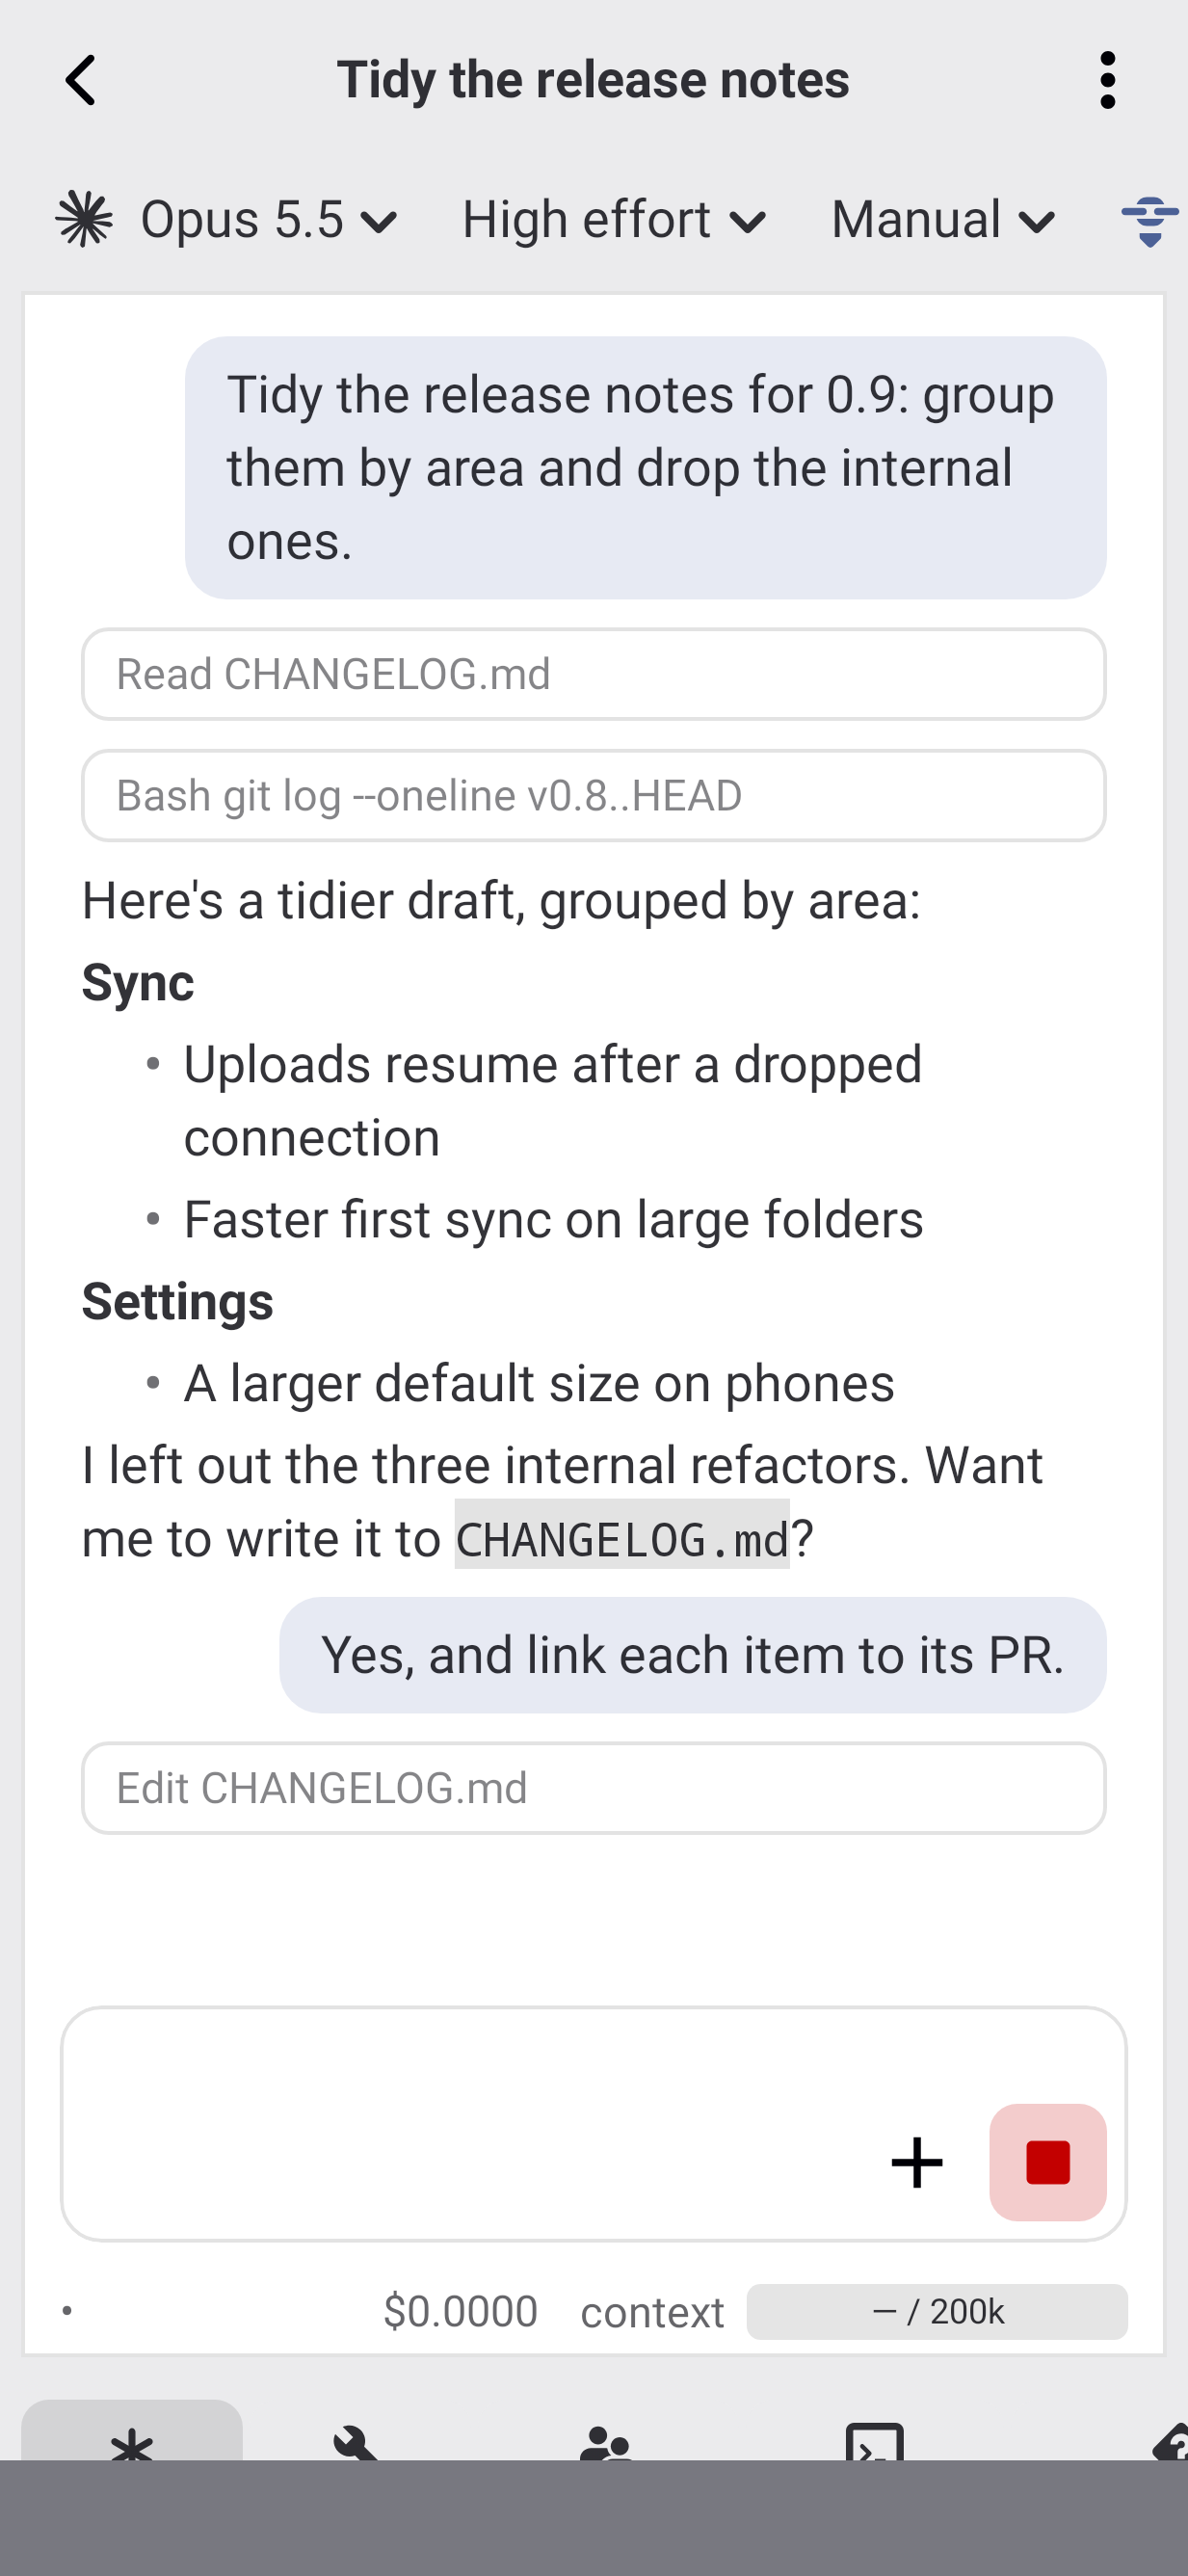 Tidy the release notes
Opus 5.5 High effort Manual
Tidy the release notes for 0.9: group
them by area and drop the internal
ones.
Read CHANGELOG.md
Bash git log --oneline v0.8..HEAD
Here's a tidier draft, grouped by area:
Sync
• Uploads resume after a dropped
connection
• Faster first sync on large folders
Settings
• A larger default size on phones
I left out the three internal refactors. Want
me to write it to CHANGELOG.md?
Yes, and link each item to its PR.
Edit CHANGELOG.md
• $0.0000 context — / 200k